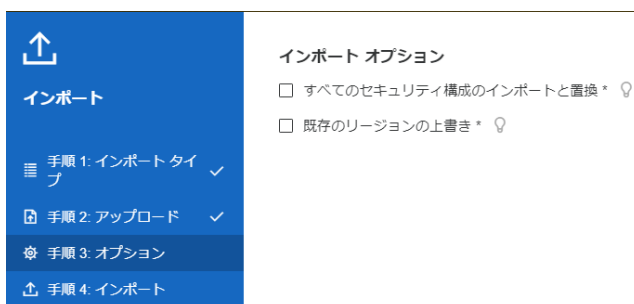 インポート
手順 1: インポート タイ
プ
手順 2: アップロード
手順 3: オプション
手順 4: インポート
インポート オプション
すべてのセキュリティ構成のインポートと置換 *
既存のリージョンの上書き *